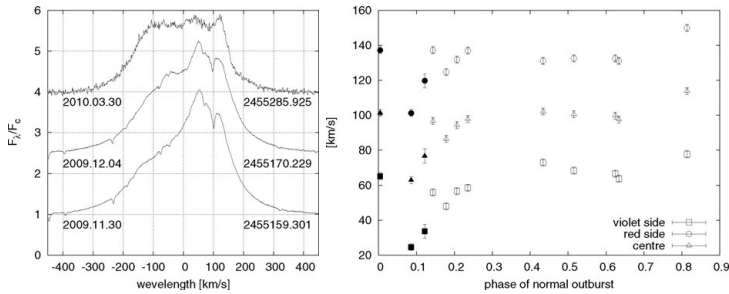 6
5
4
3
2
1
0
F_λ/F_c
2010.03.30 2455285.925
2009.12.04 2455170.229
2009.11.30 2455159.301
-400 -300 -200 -100 0 100 200 300 400
wavelength [km/s]
160
140
120
100
80
60
40
20
[km/s]
violet side
red side
centre
0 0.1 0.2 0.3 0.4 0.5 0.6 0.7 0.8 0.9
phase of normal outburst